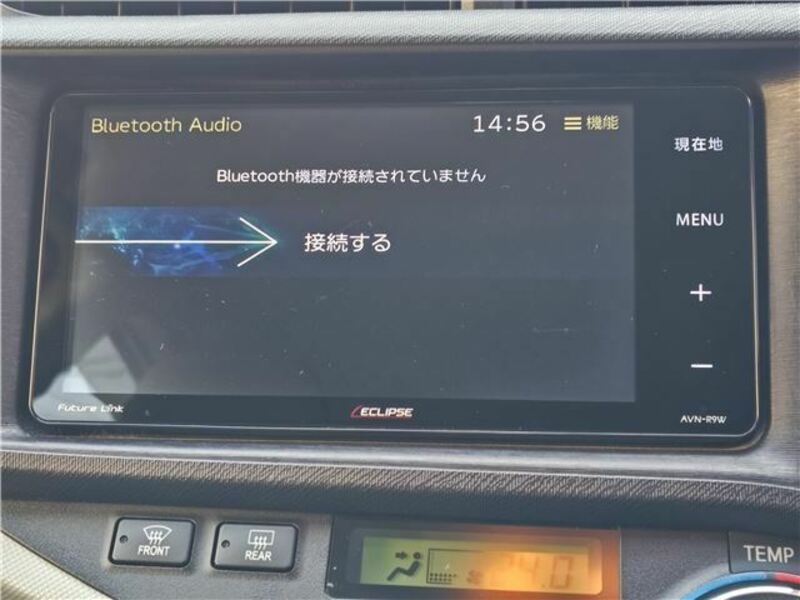 Bluetooth Audio
14:56 機能
現在地
Bluetooth機器が接続されていません
MENU
接続する
+
−
Future Link
ECLIPSE
AVN-R9W
FRONT
REAR
24.0
TEMP